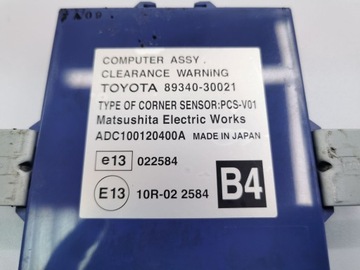 COMPUTER ASSY.
CLEARANCE WARNING
TOYOTA 89340-30021
TYPE OF CORNER SENSOR:PCS-V01
Matsushita Electric Works
ADC100120400A MADE IN JAPAN
e13 022584
E13 10R-02 2584
B4